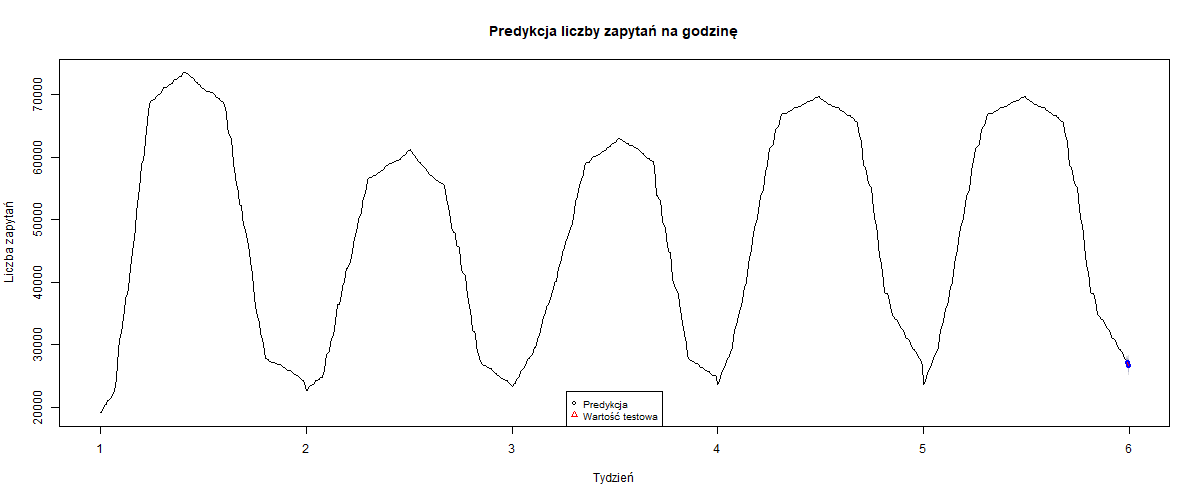 Predykcja liczby zapytań na godzinę
Liczba zapytań
70000
60000
50000
40000
30000
20000
Predykcja
Wartość testowa
1 2 3 4 5 6
Tydzień